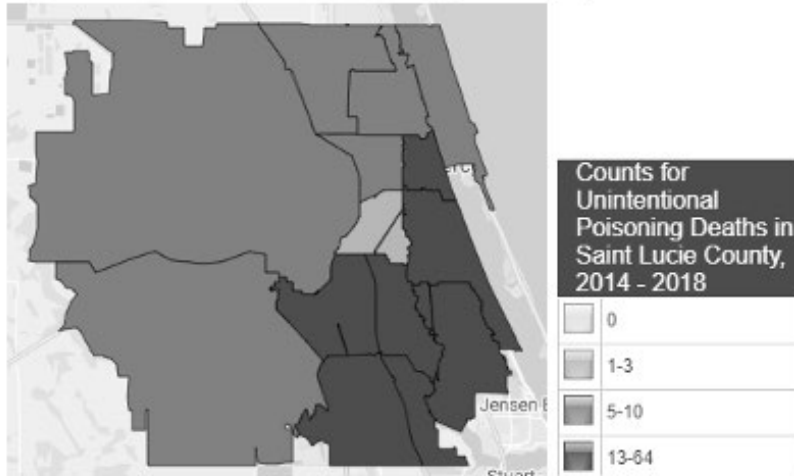 Jensen B
Counts for
Unintentional
Poisoning Deaths in
Saint Lucie County,
2014 - 2018
0
1-3
5-10
13-64